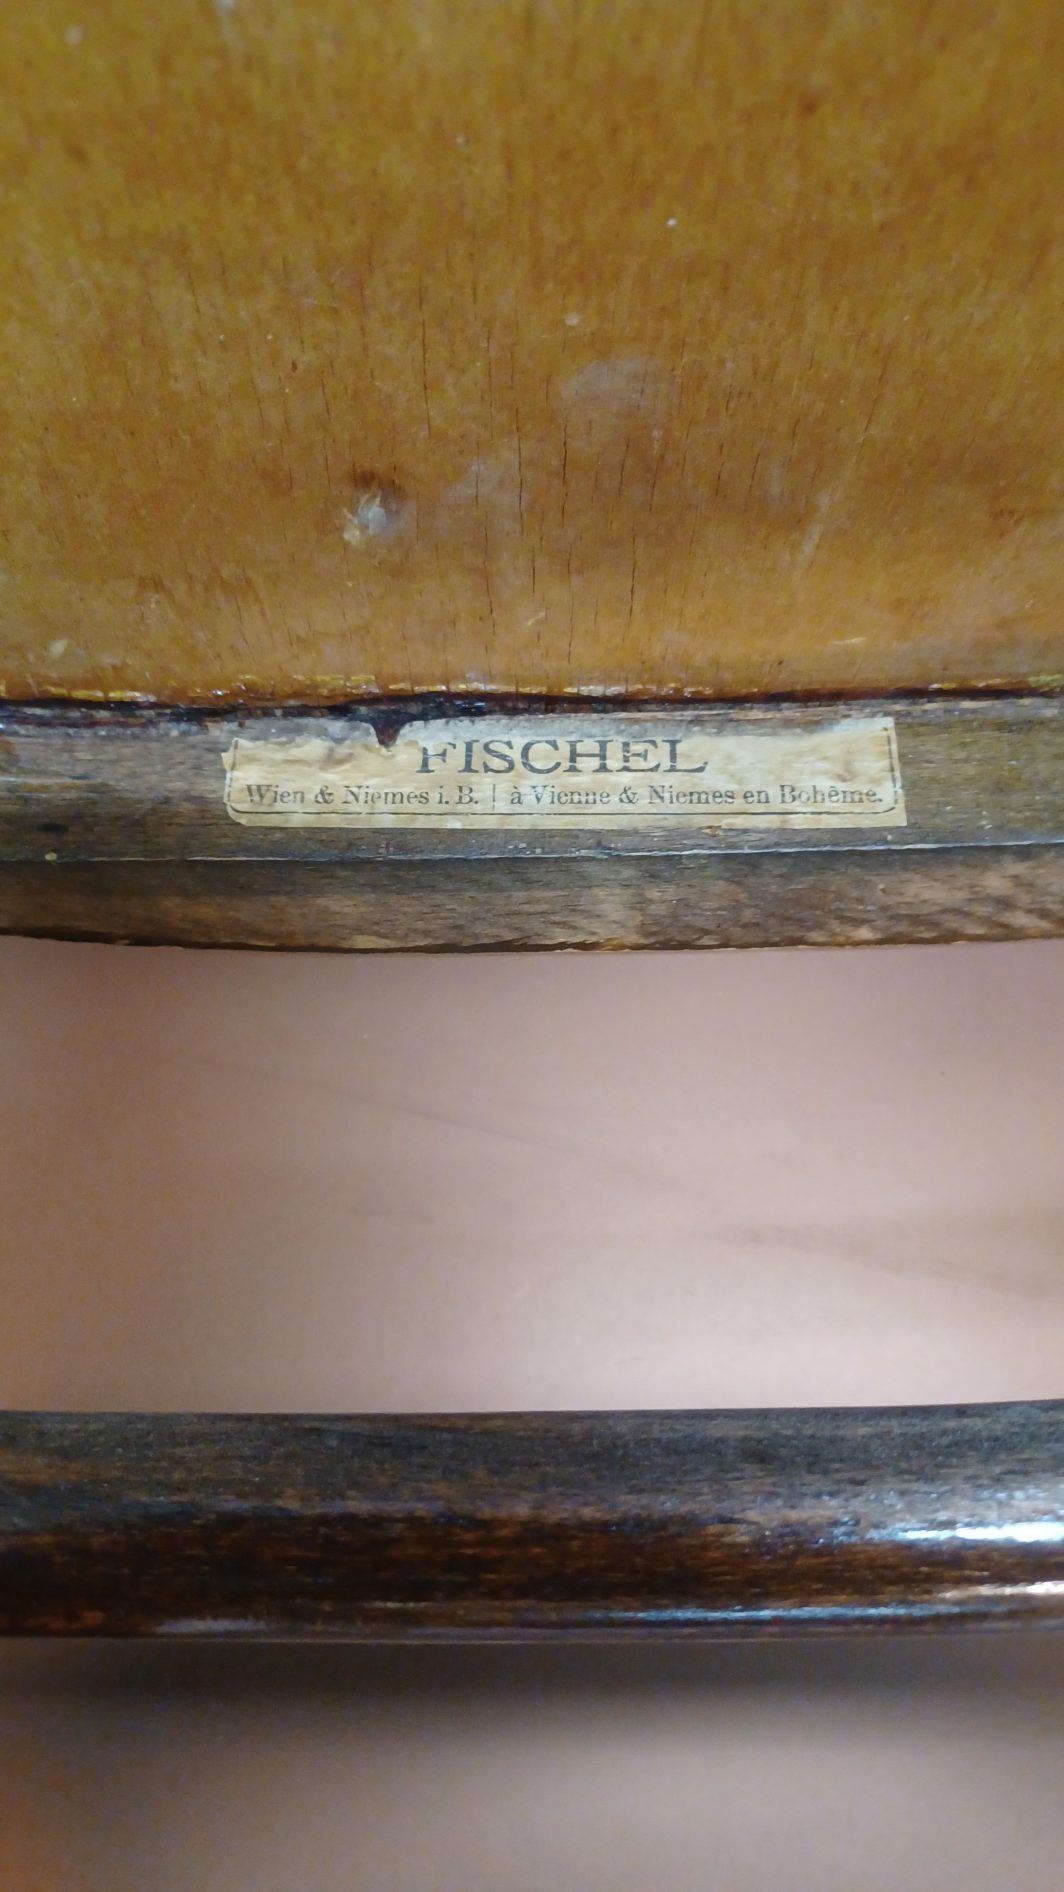 FISCHEL
Wien & Niemes i. B. | à Vienne & Niemes en Bohême.